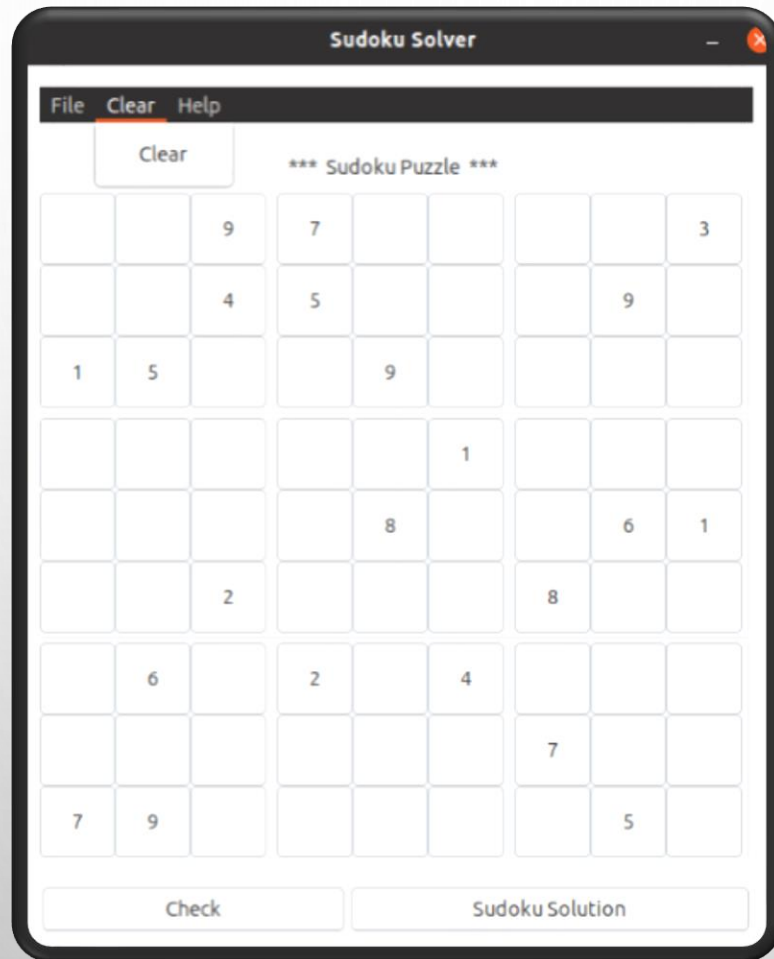 Sudoku Solver
File Clear Help
Clear
*** Sudoku Puzzle ***
9 7 3
4 5 9
1 5 9
1
8 6 1
2 8
6 2 4
7
7 9 5
Check Sudoku Solution